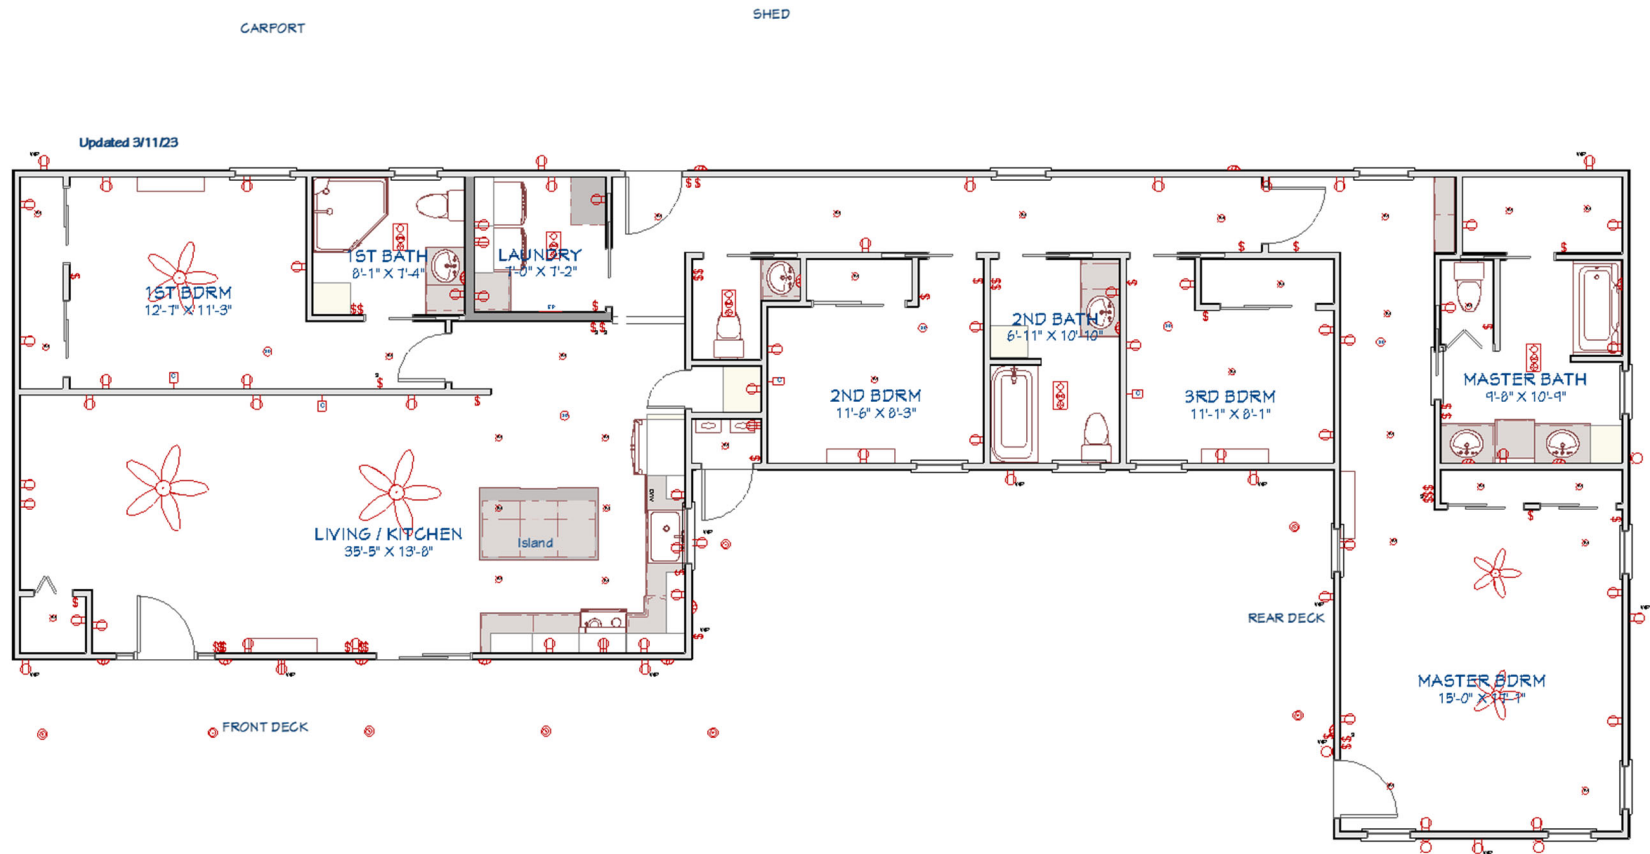 CARPORT
SHED
Updated 3/11/23
1ST BDRM
12'-7" X 11'-3"
1ST BATH
8'-1" X 7'-4"
LAUNDRY
7'-0" X 7'-2"
2ND BDRM
11'-6" X 8'-3"
2ND BATH
6'-11" X 10'-10"
3RD BDRM
11'-1" X 8'-1"
MASTER BATH
9'-8" X 10'-9"
LIVING / KITCHEN
35'-5" X 13'-8"
Island
D/W
REAR DECK
MASTER BDRM
15'-0" X
FRONT DECK
WP